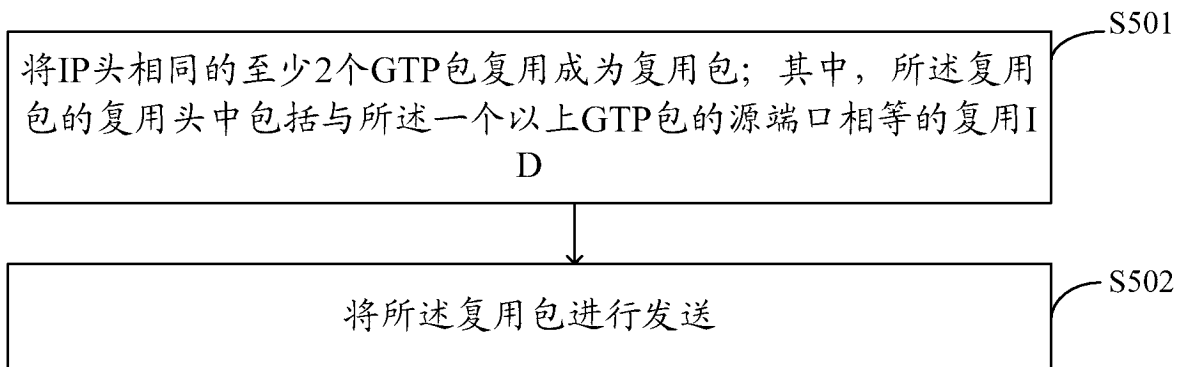 S501
将IP头相同的至少2个GTP包复用成为复用包；其中，所述复用
包的复用头中包括与所述一个以上GTP包的源端口相等的复用I
D
S502
将所述复用包进行发送